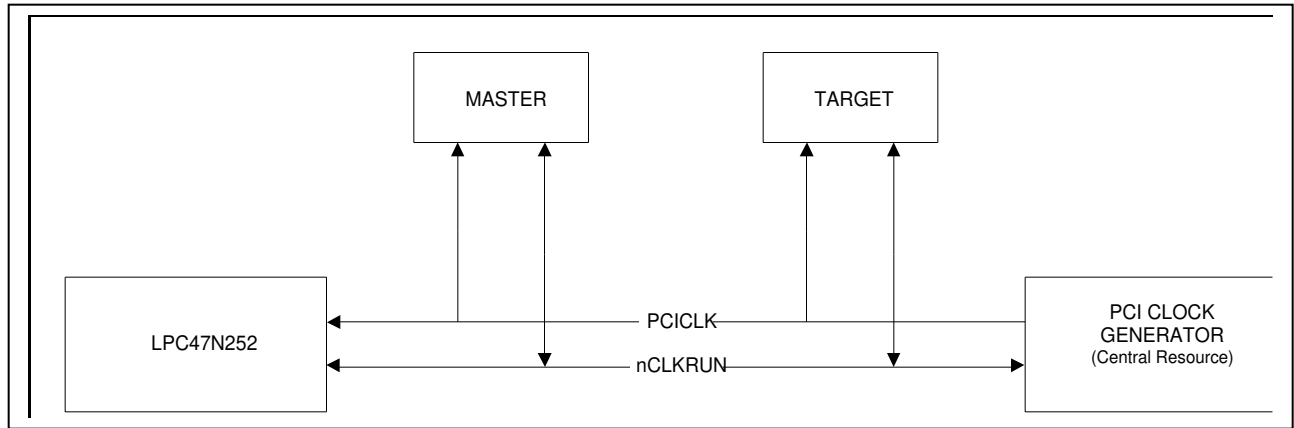 MASTER
TARGET
LPC47N252
PCICLK
nCLKRUN
PCI CLOCK
GENERATOR
(Central Resource)